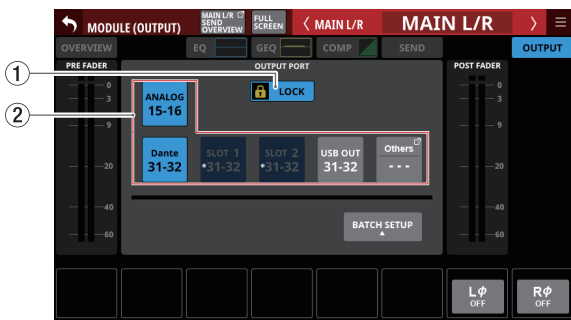 MODULE (OUTPUT)
MAIN L/R
SEND
OVERVIEW
FULL
SCREEN
MAIN L/R
MAIN L/R
OVERVIEW
EQ
GEQ
COMP
SEND
OUTPUT
PRE FADER
OUTPUT PORT
POST FADER
1
LOCK
0
3
9
20
40
60
2
ANALOG
15-16
Dante
31-32
SLOT 1
*31-32
SLOT 2
*31-32
USB OUT
31-32
Others
---
BATCH SETUP
0
3
9
20
40
60
LΦ
OFF
RΦ
OFF